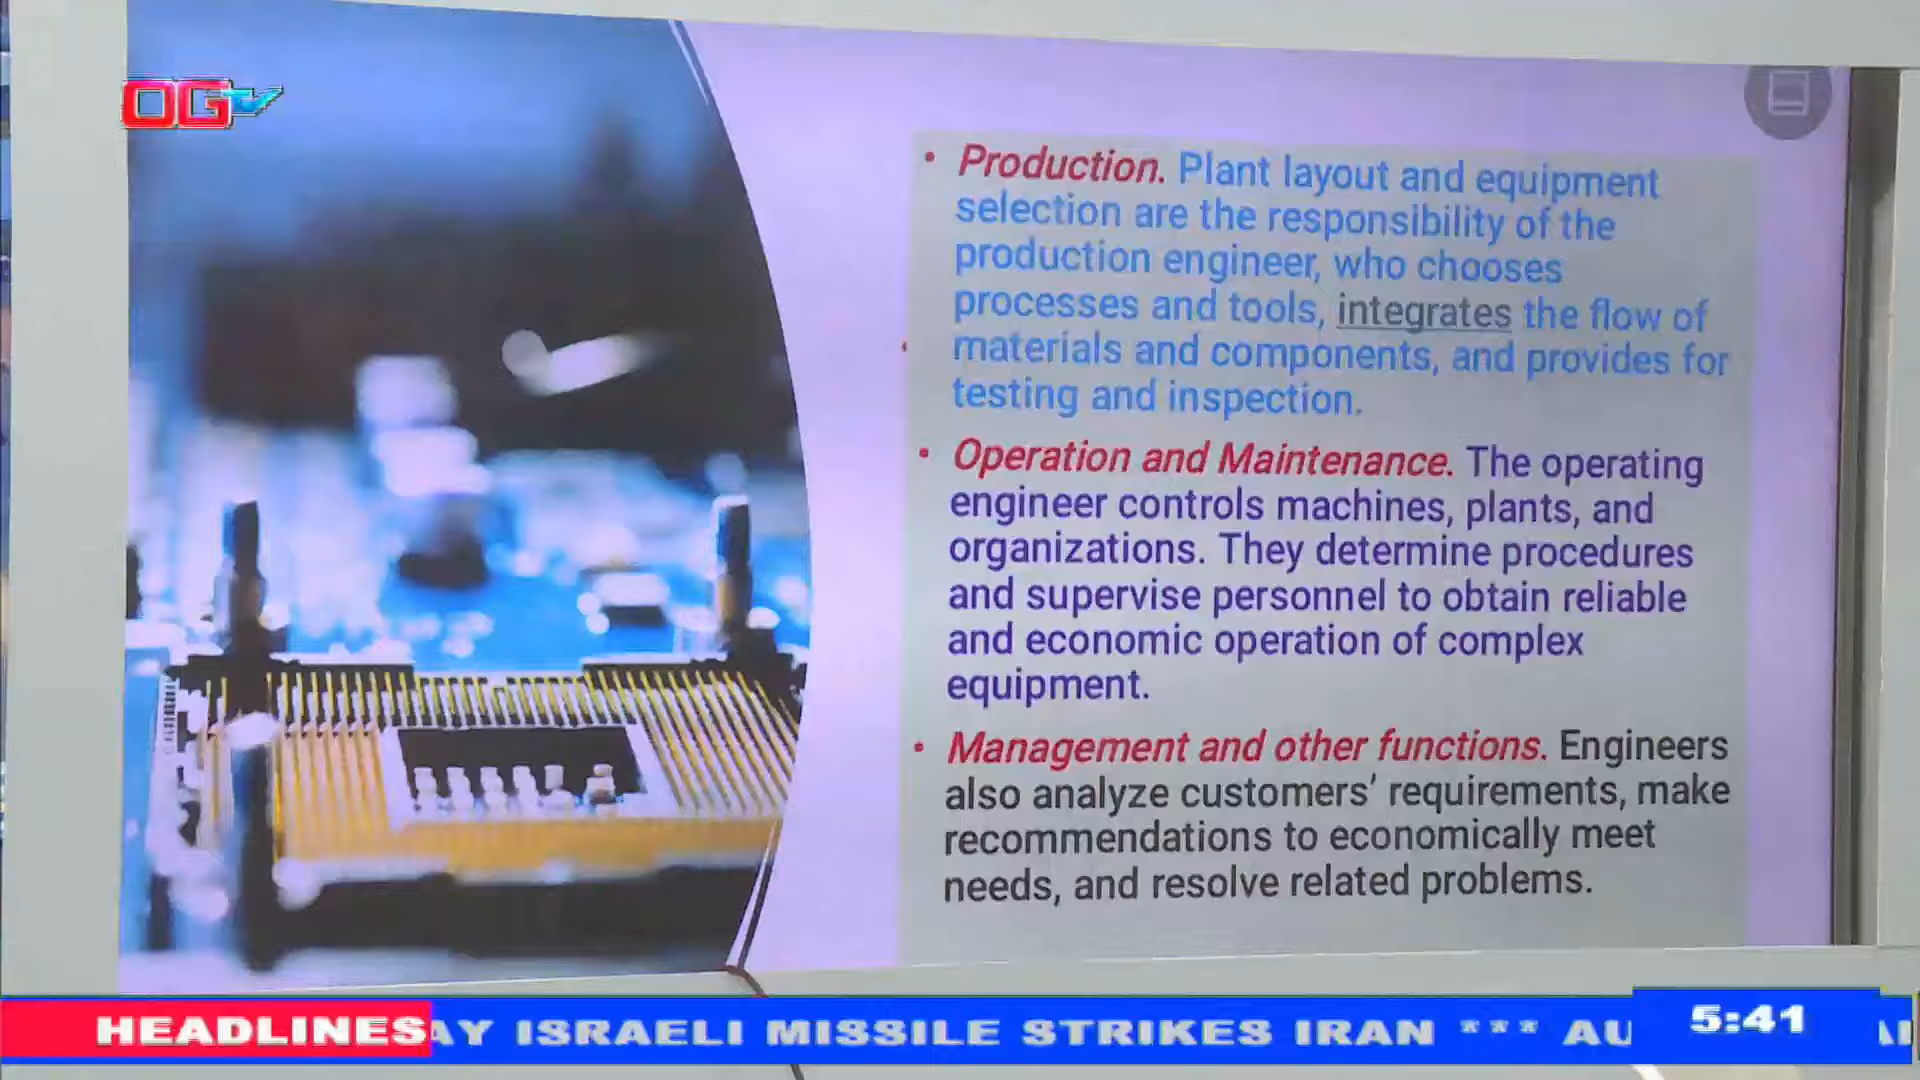 OGTV
• Production. Plant layout and equipment
selection are the responsibility of the
production engineer, who chooses
processes and tools, integrates the flow of
materials and components, and provides for
testing and inspection.
• Operation and Maintenance. The operating
engineer controls machines, plants, and
organizations. They determine procedures
and supervise personnel to obtain reliable
and economic operation of complex
equipment.
• Management and other functions. Engineers
also analyze customers’ requirements, make
recommendations to economically meet
needs, and resolve related problems.
HEADLINES ISRAELI MISSILE STRIKES IRAN *** 5:41